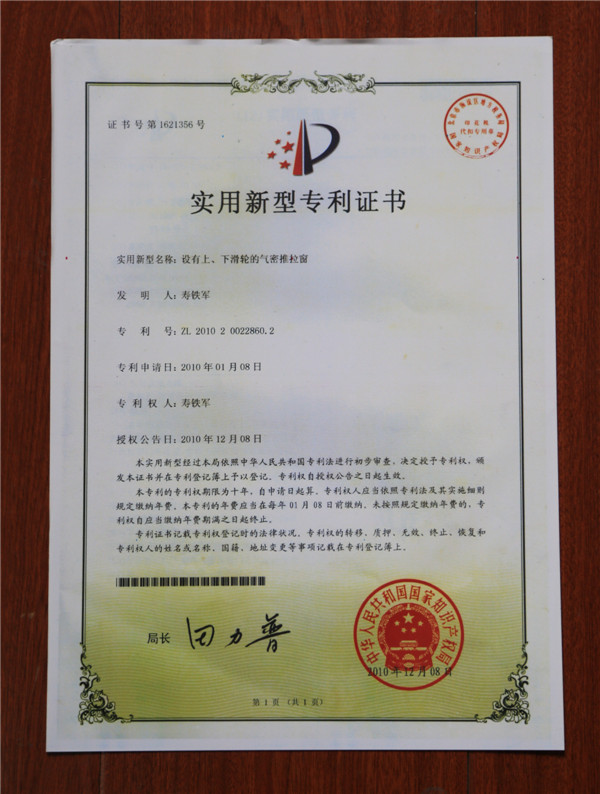 证书号第1621356号
印花税
代扣专用章
实用新型专利证书
实用新型名称：设有上、下滑轮的气密推拉窗
发明人：寿铁军
专利号：ZL 2010 2 0022860.2
专利申请日：2010年01月08日
专利权人：寿铁军
授权公告日：2010年12月08日
本实用新型经过本局依照中华人民共和国专利法进行初步审查，决定授予专利权，颁
发本证书并在专利登记簿上予以登记。专利权自授权公告之日起生效。
本专利的专利权期限为十年，自申请日起算。专利权人应当依照专利法及其实施细则
规定缴纳年费。本专利的年费应当在每年01月08日前缴纳。未按照规定缴纳年费的，专
利权自应当缴纳年费期满之日起终止。
专利证书记载专利权登记时的法律状况。专利权的转移、质押、无效、终止、恢复和
专利权人的姓名或名称、国籍、地址变更等事项记载在专利登记簿上。
局长 田力普
中华人民共和国国家知识产权局
2010年12月08日
第1页（共1页）